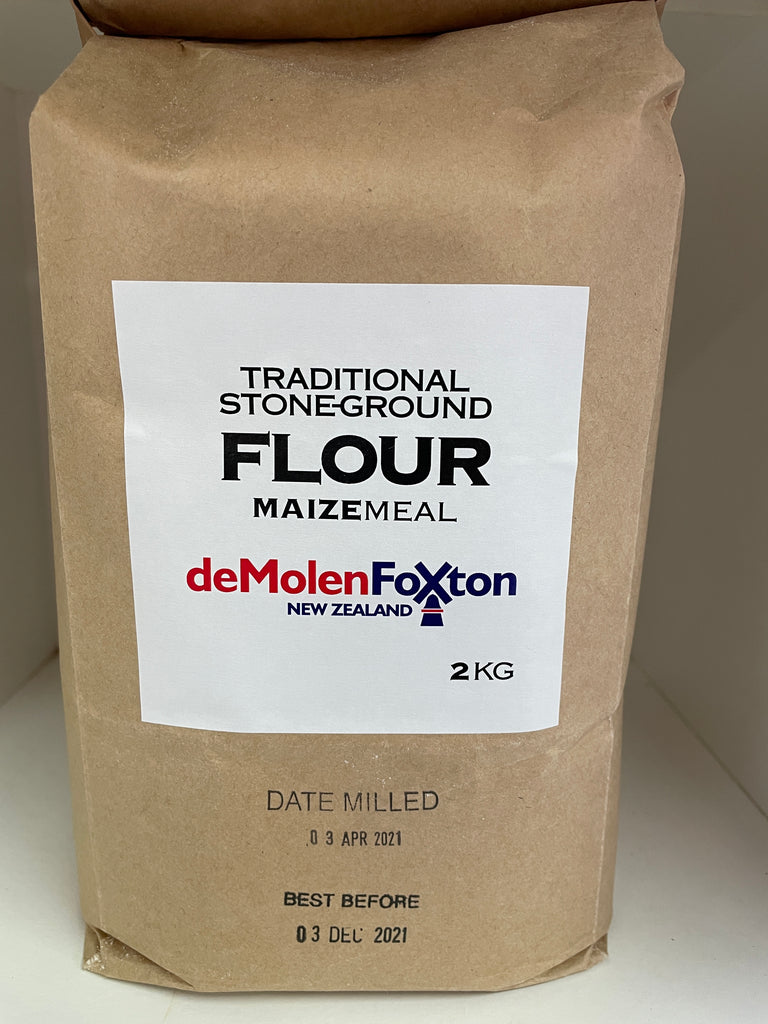 TRADITIONAL
STONE-GROUND
FLOUR
MAIZEMEAL
deMolenFoxton
NEW ZEALAND
2KG
DATE MILLED
03 APR 2021
BEST BEFORE
03 DEC 2021